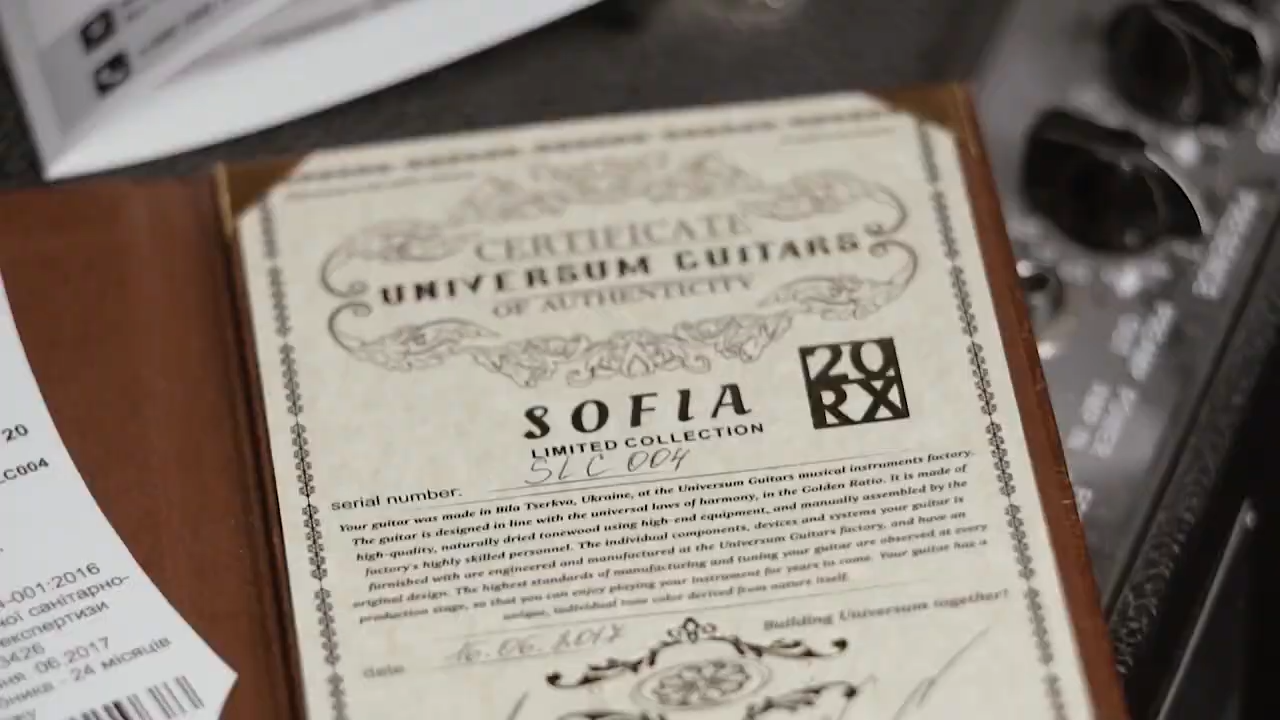 CERTIFICATE
UNIVERSUM GUITARS
OF AUTHENTICITY
20
RX
SOFIA
LIMITED COLLECTION
serial number: SLC 004
Your guitar was made in Bila Tserkva, Ukraine, at the Universum Guitars musical instruments factory.
The guitar is designed in line with the universal laws of harmony, in the Golden Ratio. It is made of
high-quality, naturally dried tonewood using high-end equipment, and manually assembled by the
factory's highly skilled personnel. The individual components, devices and systems your guitar is
furnished with are engineered and manufactured at the Universum Guitars factory, and have an
original design. The highest standards of manufacturing and tuning your guitar are observed at every
production stage, so that you can enjoy playing your instrument for years to come. Your guitar has a
unique, individual tone color derived from nature itself.
Building Universum together!
date 16.06.2017
20
LC004
-001:2016
ої санітарно-
експертизи
3426
ня 06.2017
бника - 24 місяців